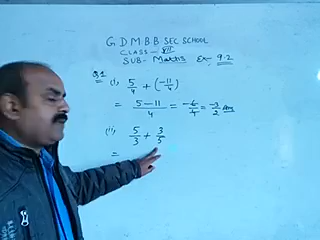 G D M B B SEC SCHOOL
CLASS - VII
SUB- Maths Ex- 9.2
Q.1 (i) 5/4 + (-11/4)
= 5-11/4 = -6/4 = -3/2 Ans
(ii) 5/3 + 3/5
=